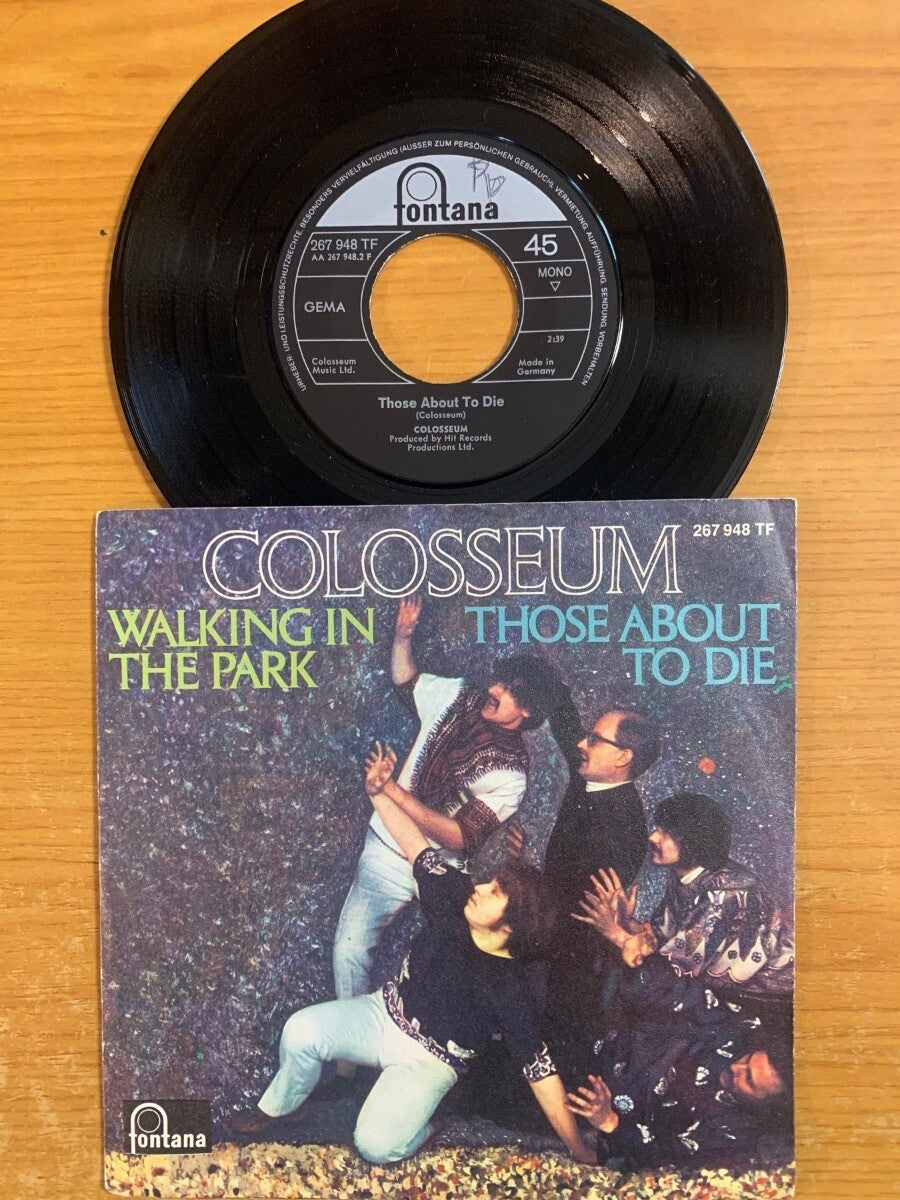 URHEBER- UND LEISTUNGSSCHUTZRECHTE, BESONDERS VERVIELFÄLTIGUNG (AUSSER ZUM PERSÖNLICHEN GEBRAUCH), VERMIETUNG, AUFFÜHRUNG, SENDUNG, VORBEHALTEN
fontana
267 948 TF
AA 267 948.2 F
45
MONO
GEMA
2:39
Colosseum
Music Ltd.
Made in
Germany
Those About To Die
(Colosseum)
COLOSSEUM
Produced by Hit Records
Productions Ltd.
COLOSSEUM
267 948 TF
WALKING IN
THE PARK
THOSE ABOUT
TO DIE
fontana